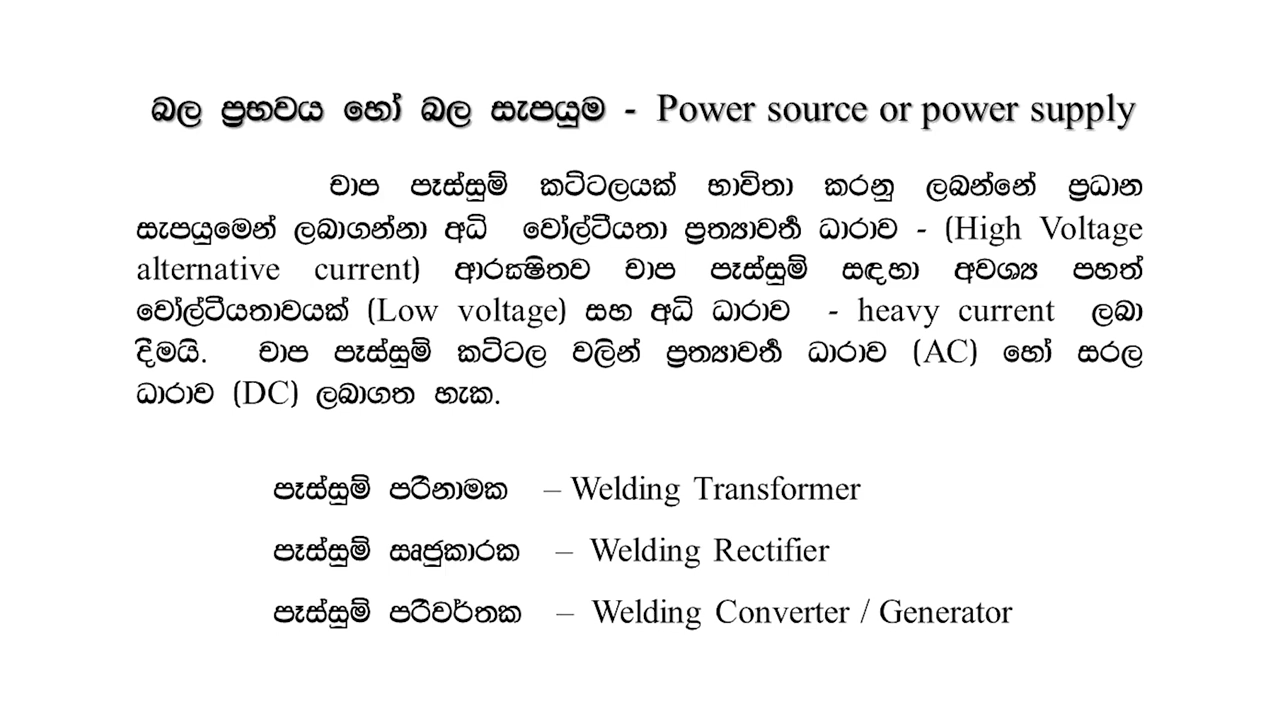 බල ප්‍රභවය හෝ බල සැපයුම - Power source or power supply
චාප පෑස්සුම් කට්ටලයක් භාවිතා කරනු ලබන්නේ ප්‍රධාන
සැපයුමෙන් ලබාගන්නා අධි වෝල්ටීයතා ප්‍රත්‍යාවර්ත ධාරාව - (High Voltage
alternative current) ආරක්‍ෂිතව චාප පෑස්සුම් සඳහා අවශ්‍ය පහත්
වෝල්ටීයතාවයක් (Low voltage) සහ අධි ධාරාව - heavy current ලබා
දීමයි. චාප පෑස්සුම් කට්ටල වලින් ප්‍රත්‍යාවර්ත ධාරාව (AC) හෝ සරල
ධාරාව (DC) ලබාගත හැක.
පෑස්සුම් පරිනාමක – Welding Transformer
පෑස්සුම් සෘජුකාරක – Welding Rectifier
පෑස්සුම් පරිවර්තක – Welding Converter / Generator